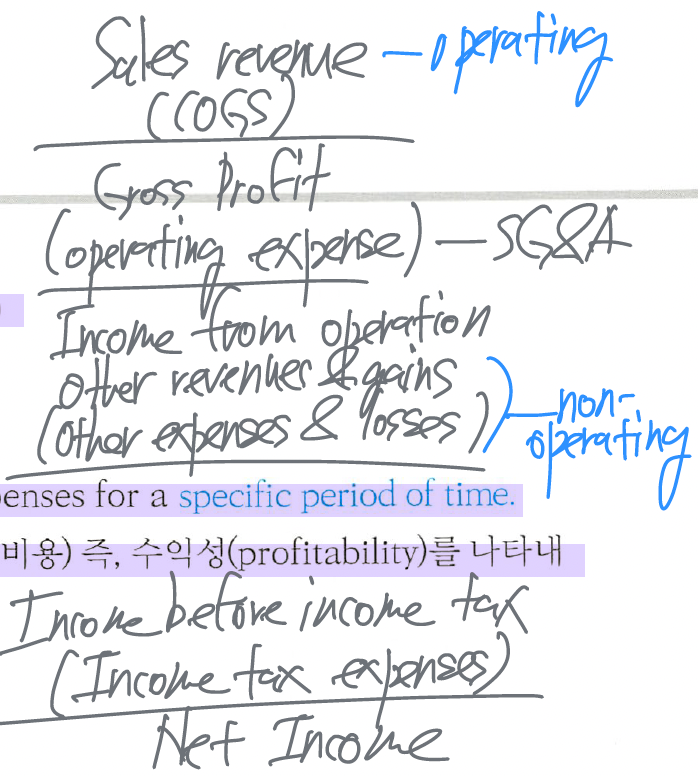 Sales revenue - operating
(COGS)
Gross Profit
(operating expense) - SG&A
Income from operation
other revenues & gains
(other expenses & losses)
non-
operating
penses for a specific period of time.
비용) 즉, 수익성(profitability)를 나타내
Income before income tax
(Income tax expenses)
Net Income